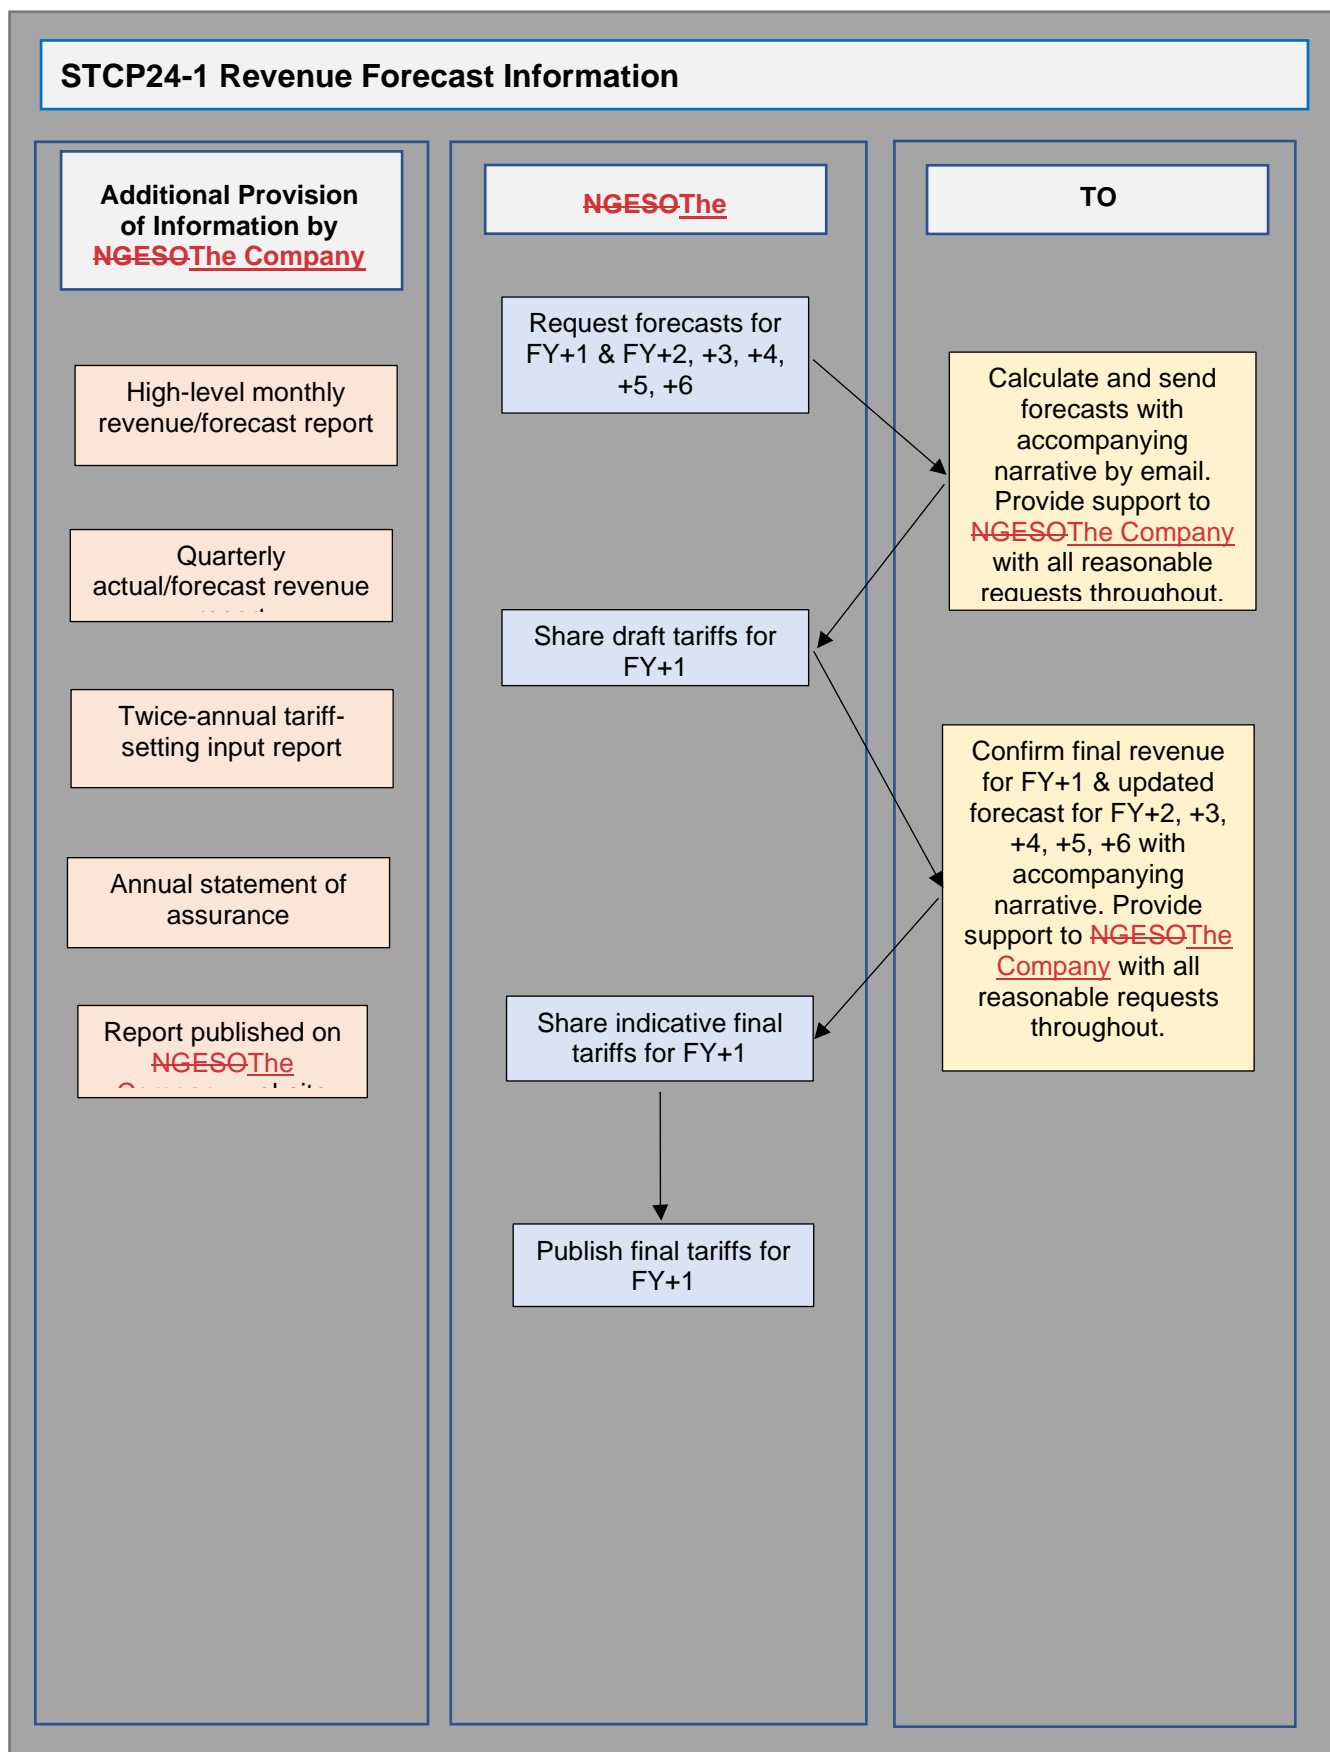 STCP24-1 Revenue Forecast Information
Additional Provision
of Information by
NGESOThe Company
High-level monthly
revenue/forecast report
Quarterly
actual/forecast revenue
Twice-annual tariff-
setting input report
Annual statement of
assurance
Report published on
NGESOThe
NGESOThe
Request forecasts for
FY+1 & FY+2, +3, +4,
+5, +6
Share draft tariffs for
FY+1
Share indicative final
tariffs for FY+1
Publish final tariffs for
FY+1
TO
Calculate and send
forecasts with
accompanying
narrative by email.
Provide support to
NGESOThe Company
with all reasonable
requests throughout.
Confirm final revenue
for FY+1 & updated
forecast for FY+2, +3,
+4, +5, +6 with
accompanying
narrative. Provide
support to NGESOThe
Company with all
reasonable requests
throughout.